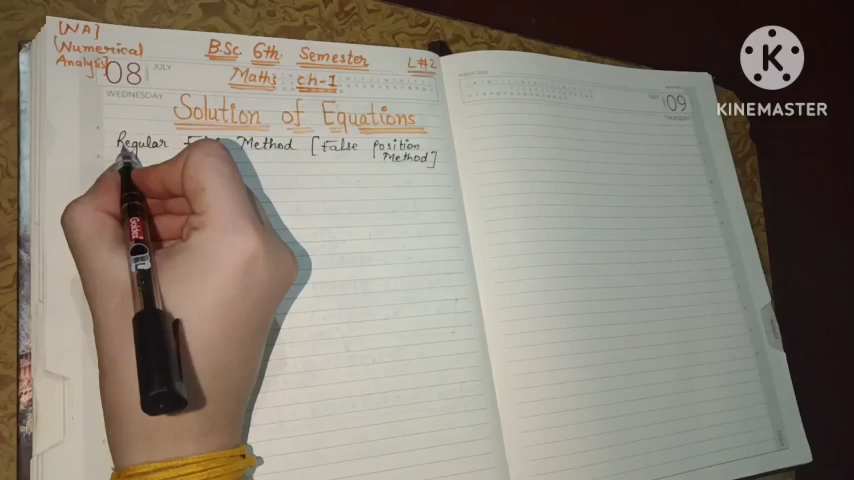 [NA]
Numerical
Analysis
B.Sc. 6th Semester
L#2
Maths ch-1
08 JULY
WEDNESDAY
Solution of Equations
Regular Method [False Position
Method]
09
THURSDAY
KINEMASTER
Goldex